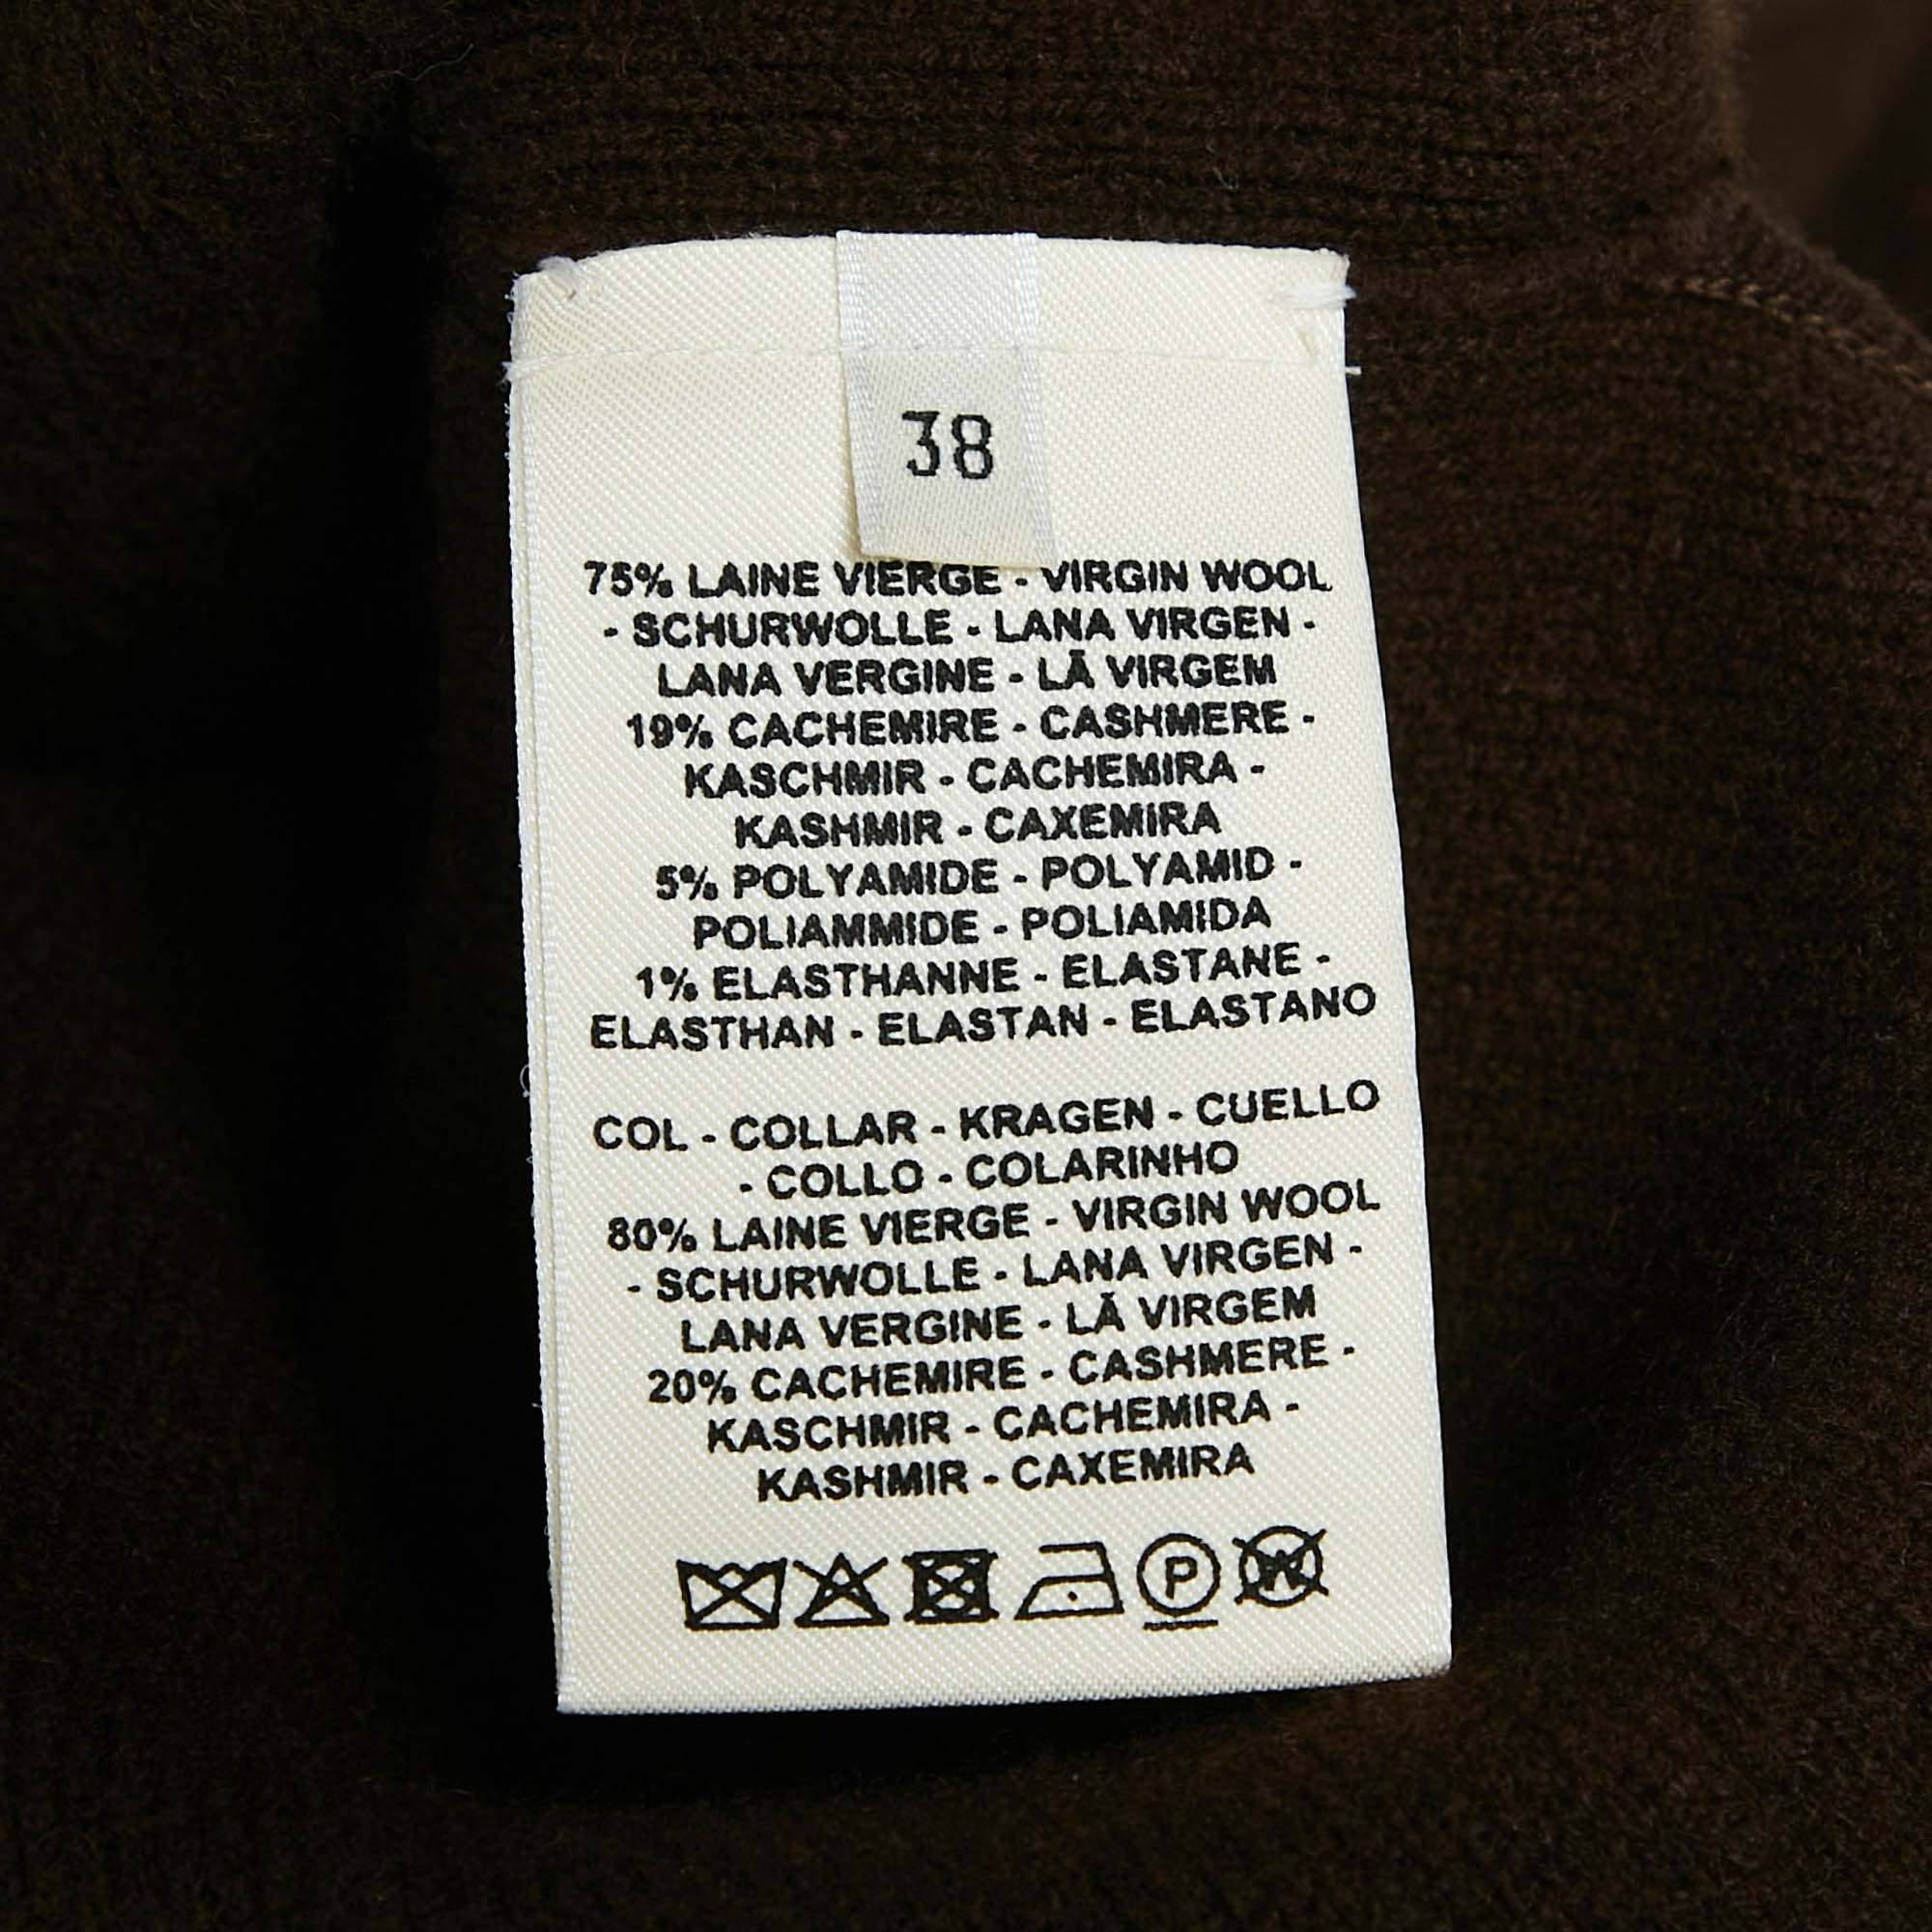 38
75% LAINE VIERGE - VIRGIN WOOL
- SCHURWOLLE - LANA VIRGEN -
LANA VERGINE - LÃ VIRGEM
19% CACHEMIRE - CASHMERE -
KASCHMIR - CACHEMIRA -
KASHMIR - CAXEMIRA
5% POLYAMIDE - POLYAMID -
POLIAMMIDE - POLIAMIDA
1% ELASTHANNE - ELASTANE -
ELASTHAN - ELASTAN - ELASTANO
COL - COLLAR - KRAGEN - CUELLO
- COLLO - COLARINHO
80% LAINE VIERGE - VIRGIN WOOL
- SCHURWOLLE - LANA VIRGEN -
LANA VERGINE - LÃ VIRGEM
20% CACHEMIRE - CASHMERE -
KASCHMIR - CACHEMIRA -
KASHMIR - CAXEMIRA
P W